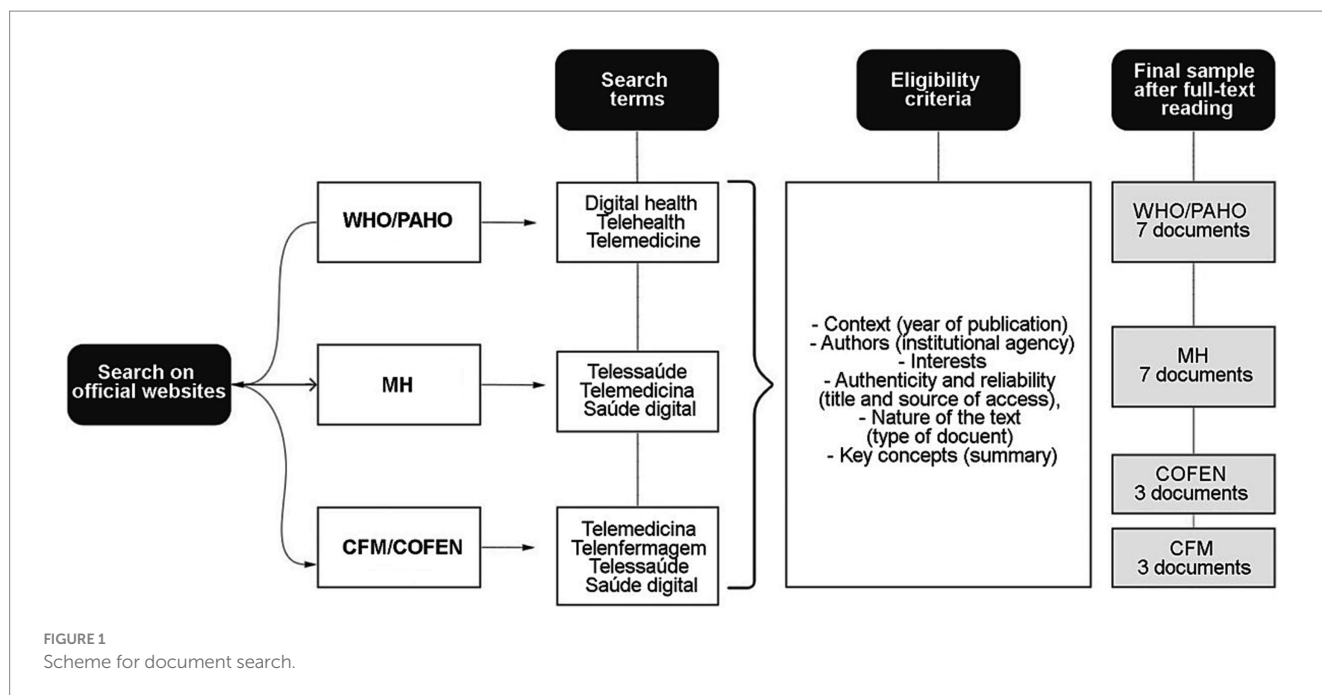 Search
terms
Eligibility
criteria
Final sample
after full-text
reading
Search on
official websites
WHO/PAHO
Digital health
Telehealth
Telemedicine
MH
Telessaúde
Telemedicina
Saúde digital
CFM/COFEN
Telemedicina
Telenfermagem
Telessaúde
Saúde digital
- Context (year of publication)
- Authors (institutional agency)
- Interests
- Authenticity and reliability
(title and source of access),
- Nature of the text
(type of docuent)
- Key concepts (summary)
WHO/PAHO
7 documents
MH
7 documents
COFEN
3 documents
CFM
3 documents
FIGURE 1
Scheme for document search.